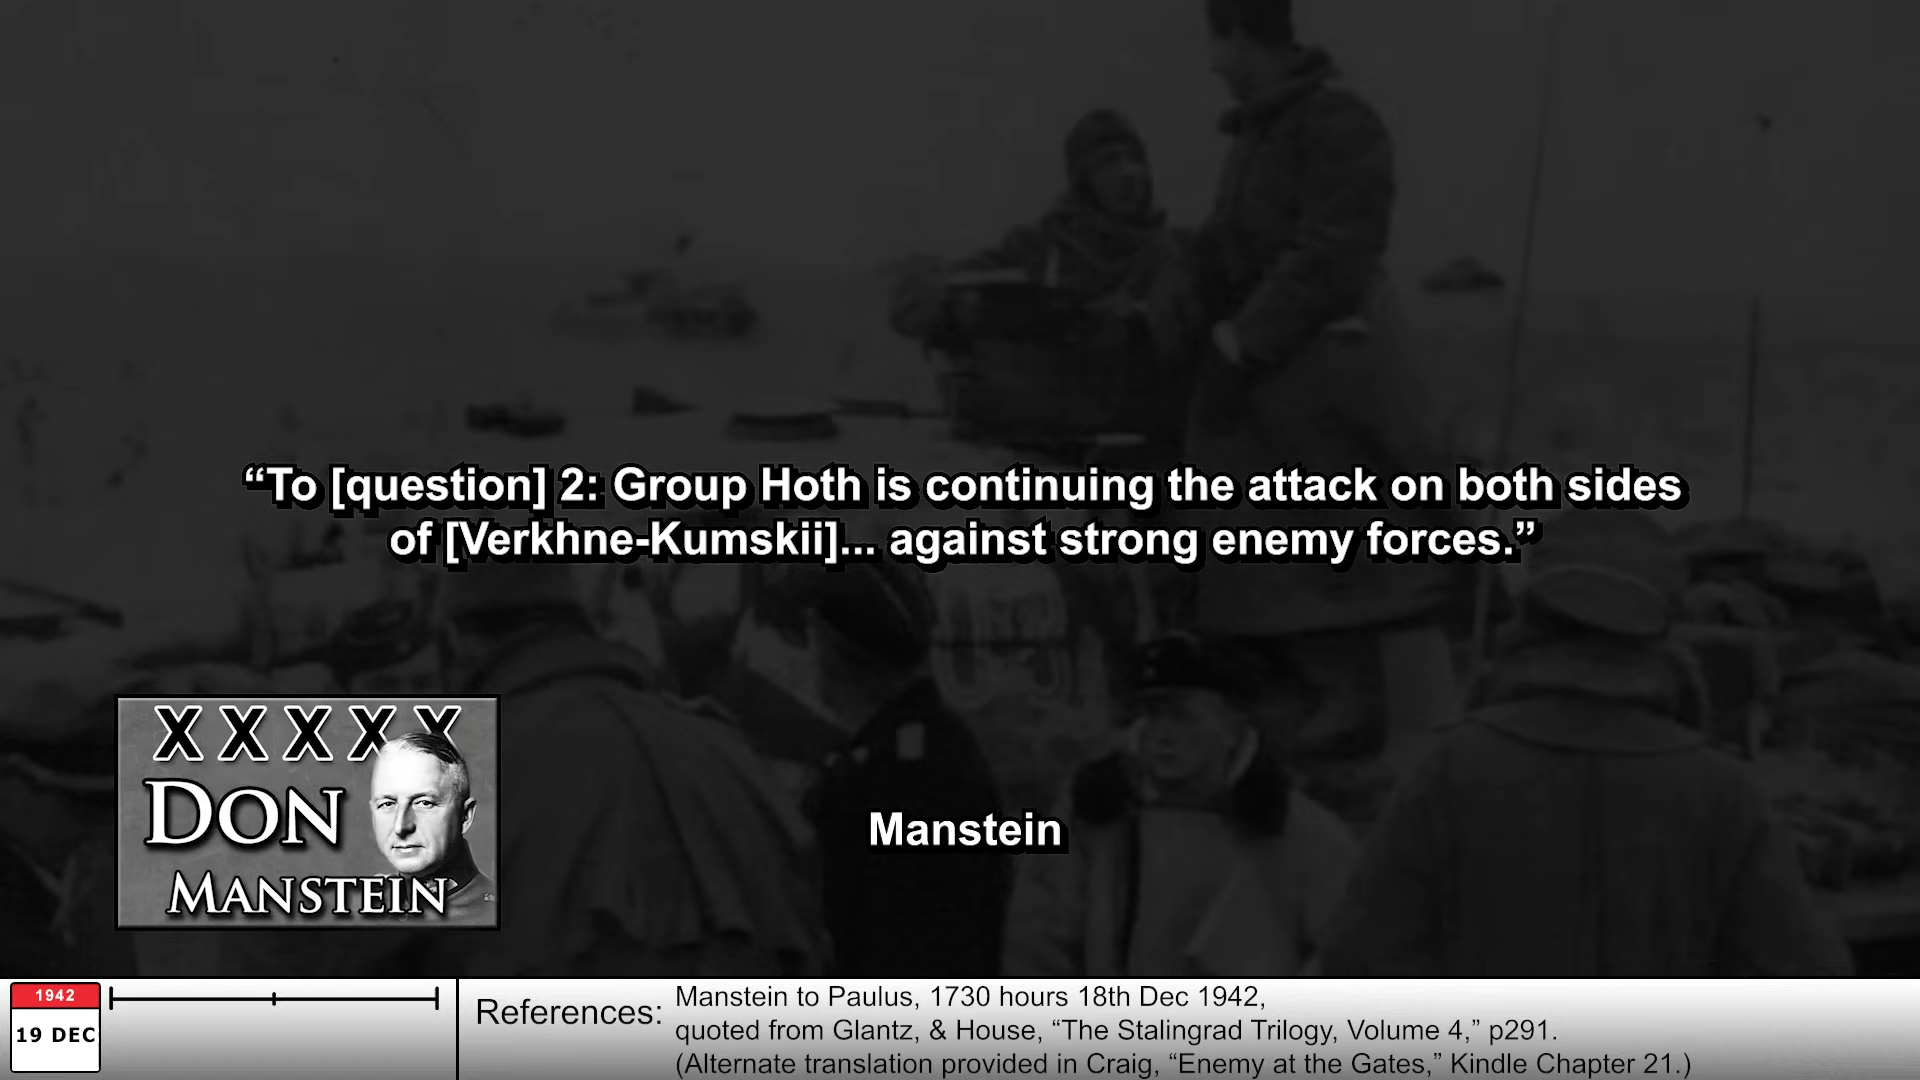 “To [question] 2: Group Hoth is continuing the attack on both sides
of [Verkhne-Kumskii]... against strong enemy forces.”
XXXXX
DON
MANSTEIN
Manstein
1942
19 DEC
References:
Manstein to Paulus, 1730 hours 18th Dec 1942,
quoted from Glantz, & House, “The Stalingrad Trilogy, Volume 4,” p291.
(Alternate translation provided in Craig, “Enemy at the Gates,” Kindle Chapter 21.)